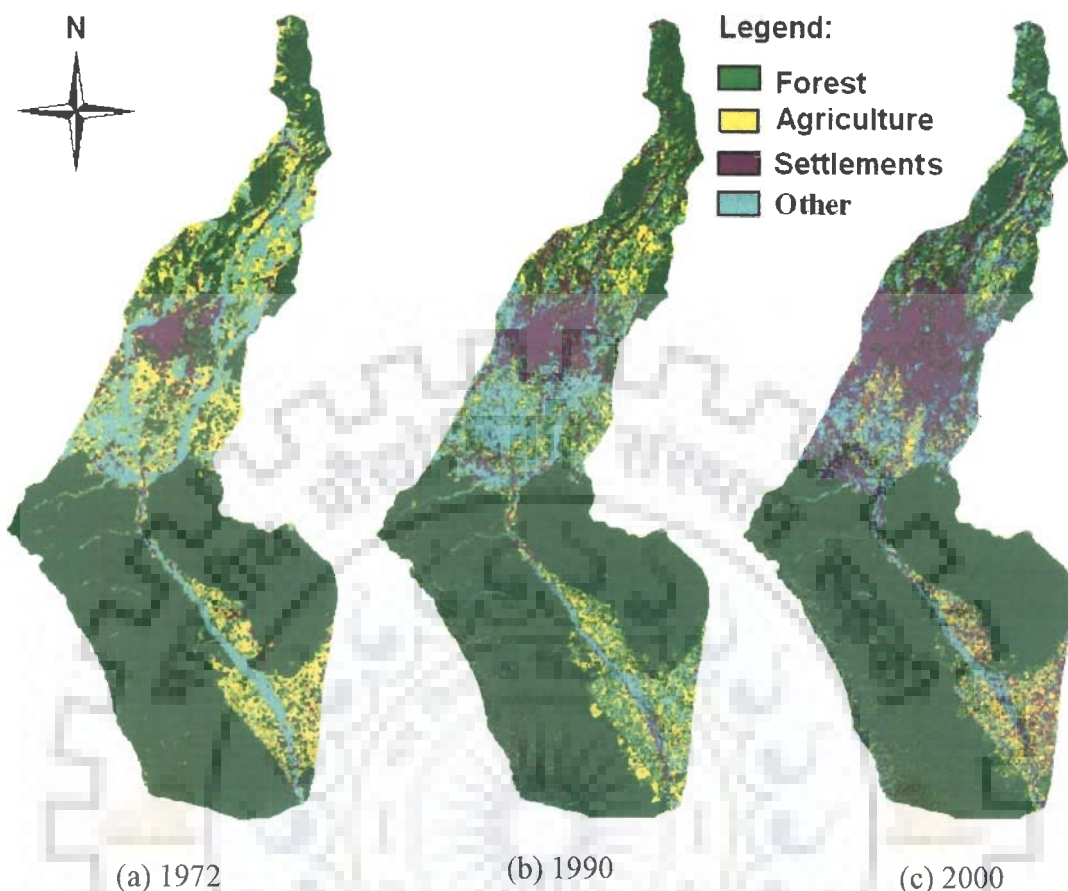 N
Legend:
Forest
Agriculture
Settlements
Other
(a) 1972
(b) 1990
(c) 2000